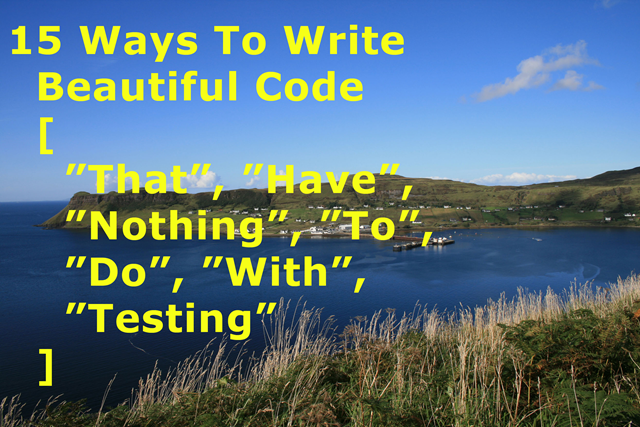 15 Ways To Write
Beautiful Code
[
”That”, ”Have”,
”Nothing”, ”To”,
”Do”, ”With”,
”Testing”
]